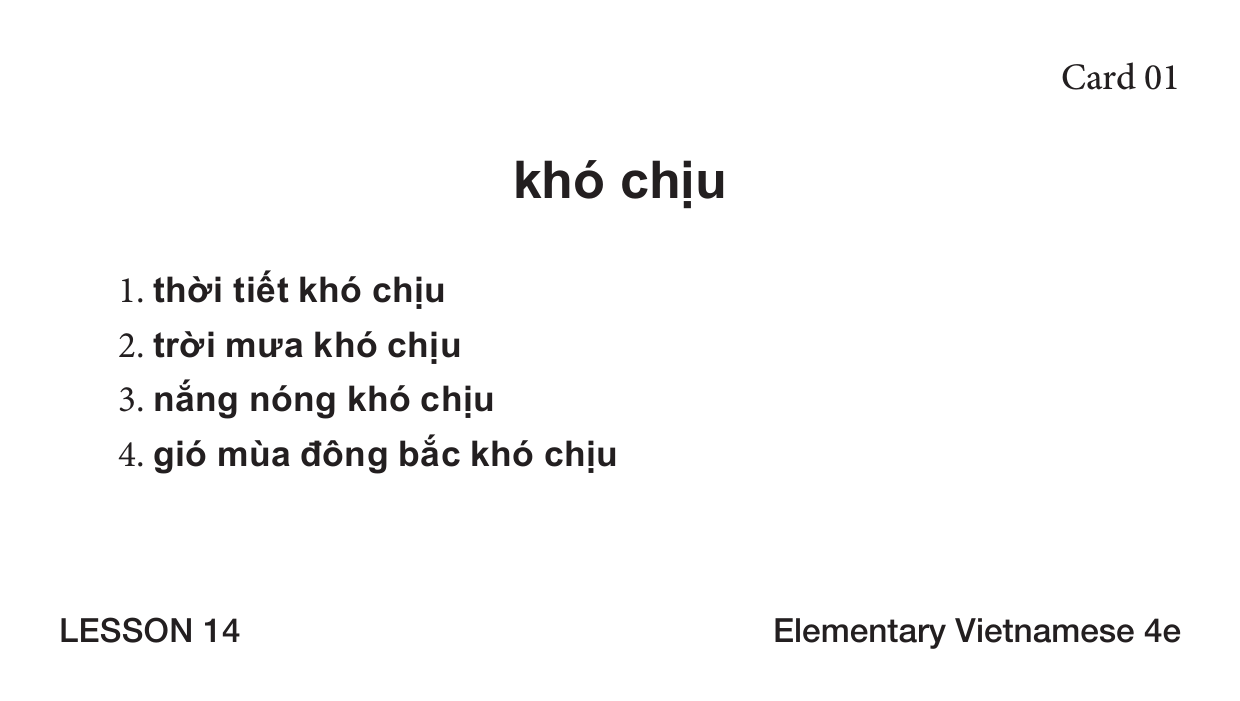 Card 01
khó chịu
1. thời tiết khó chịu
2. trời mưa khó chịu
3. nắng nóng khó chịu
4. gió mùa đông bắc khó chịu
LESSON 14
Elementary Vietnamese 4e